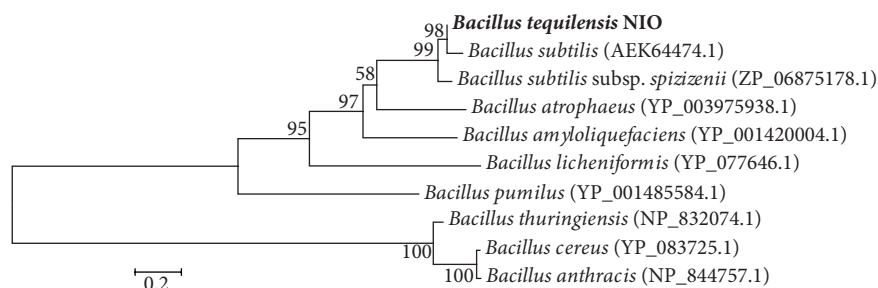 Bacillus tequilensis NIO
98
Bacillus subtilis (AEK64474.1)
99
Bacillus subtilis subsp. spizizenii (ZP_06875178.1)
58
Bacillus atrophaeus (YP_003975938.1)
97
Bacillus amyloliquefaciens (YP_001420004.1)
95
Bacillus licheniformis (YP_077646.1)
Bacillus pumilus (YP_001485584.1)
Bacillus thuringiensis (NP_832074.1)
100
Bacillus cereus (YP_083725.1)
100
Bacillus anthracis (NP_844757.1)
0.2